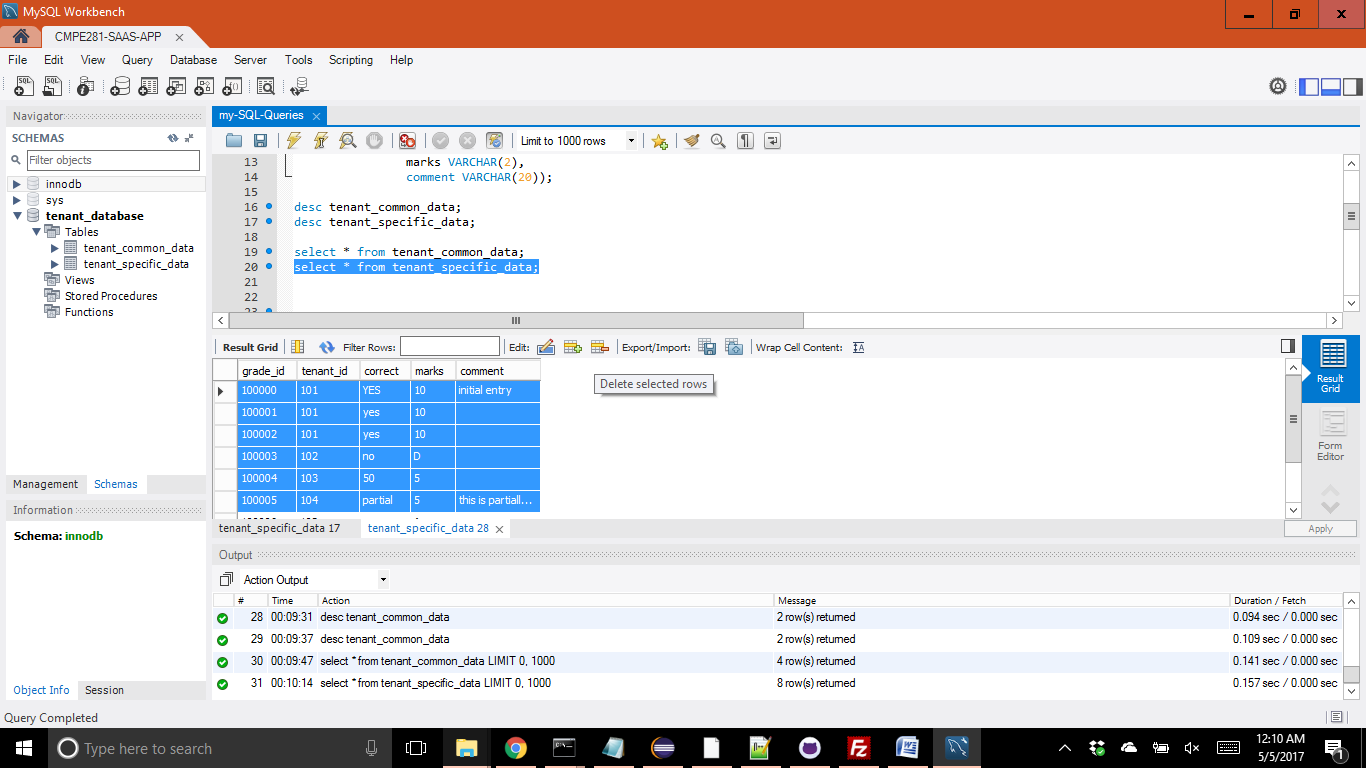 MySQL Workbench
CMPE281-SAAS-APP
File Edit View Query Database Server Tools Scripting Help
Navigator
SCHEMAS
Filter objects
innodb
sys
tenant_database
Tables
tenant_common_data
tenant_specific_data
Views
Stored Procedures
Functions
Management Schemas
Information
Schema: innodb
Object Info Session
my-SQL-Queries
Limit to 1000 rows
13 marks VARCHAR(2),
14 comment VARCHAR(20));
15
16 desc tenant_common_data;
17 desc tenant_specific_data;
18
19 select * from tenant_common_data;
20 select * from tenant_specific_data;
21
22
23
Result Grid Filter Rows: Edit: Export/Import: Wrap Cell Content:
grade_id tenant_id correct marks comment
100000 101 YES 10 initial entry
100001 101 yes 10
100002 101 yes 10
100003 102 no D
100004 103 50 5
100005 104 partial 5 this is partiall...
Delete selected rows
Result Grid
Form Editor
tenant_specific_data 17 tenant_specific_data 28
Apply
Output
Action Output
# Time Action Message Duration / Fetch
28 00:09:31 desc tenant_common_data 2 row(s) returned 0.094 sec / 0.000 sec
29 00:09:37 desc tenant_common_data 2 row(s) returned 0.109 sec / 0.000 sec
30 00:09:47 select * from tenant_common_data LIMIT 0, 1000 4 row(s) returned 0.141 sec / 0.000 sec
31 00:10:14 select * from tenant_specific_data LIMIT 0, 1000 8 row(s) returned 0.157 sec / 0.000 sec
Query Completed
Type here to search
12:10 AM
5/5/2017